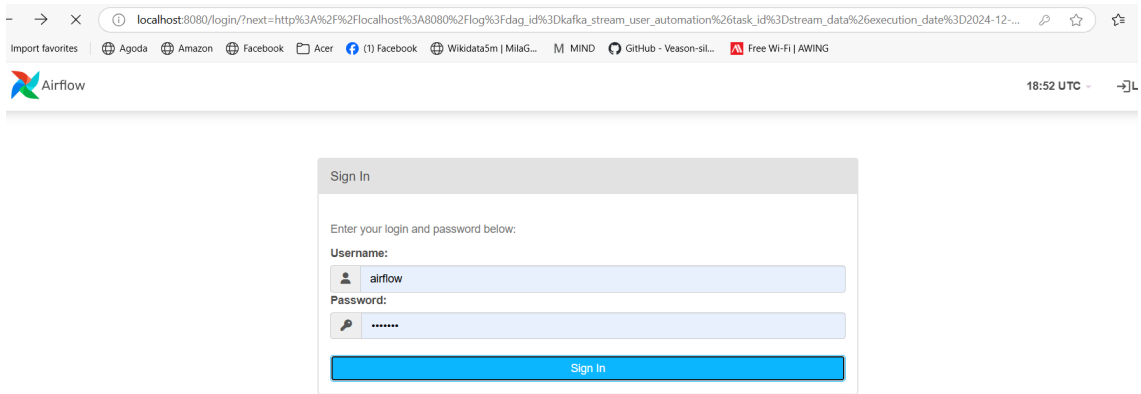 localhost:8080/login/?next=http%3A%2F%2Flocalhost%3A8080%2Flog%3Fdag_id%3Dkafka_stream_user_automation%26task_id%3Dstream_data%26execution_date%3D2024-12-...
Import favorites Agoda Amazon Facebook Acer (1) Facebook Wikidata5m | MilaG... M MIND GitHub - Veason-sil... Free Wi-Fi | AWING
Airflow 18:52 UTC L
Sign In
Enter your login and password below:
Username:
airflow
Password:
•••••••
Sign In